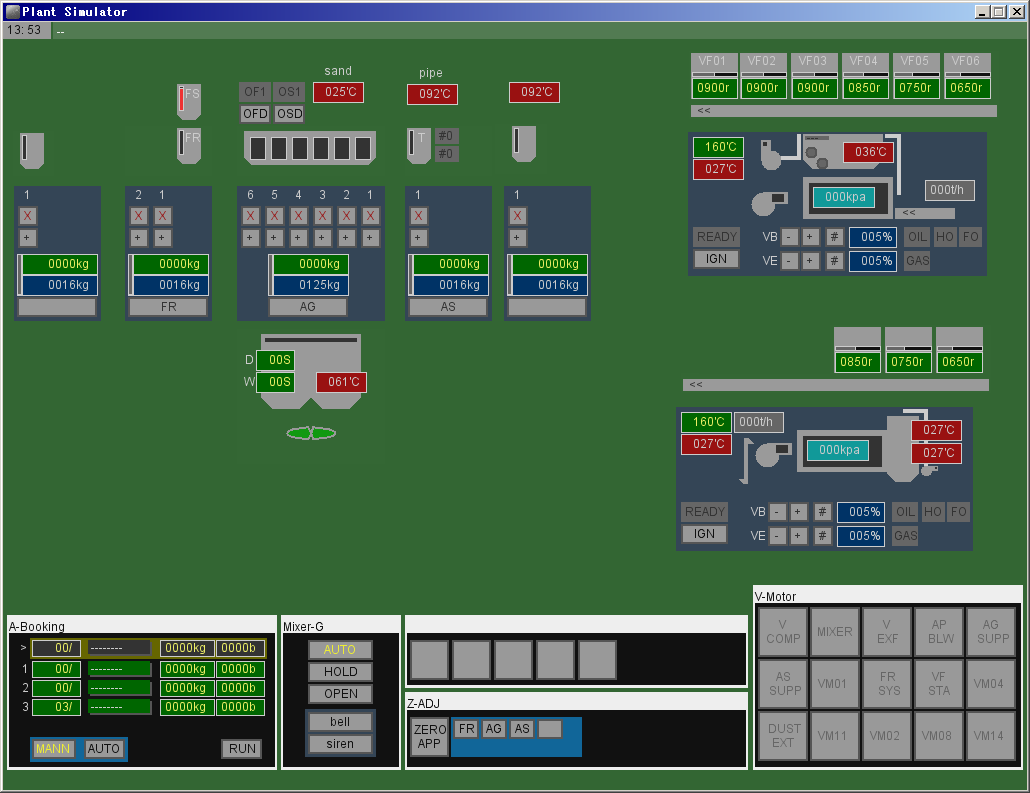 Plant Simulator
13: 53 --
sand
pipe
FS
OF1 OS1
025'C
092'C
092'C
OFD OSD
FR
T #0
#0
1
2 1
6 5 4 3 2 1
1
1
X
X X
X X X X X X
X
X
+
+ +
+ + + + + +
+
+
0000kg
0000kg
0000kg
0000kg
0000kg
0016kg
0016kg
0125kg
0016kg
0016kg
FR
AG
AS
D 00S
W 00S
061'C
VF01 VF02 VF03 VF04 VF05 VF06
0900r 0900r 0900r 0850r 0750r 0650r
<<
160'C
027'C
036'C
000t/h
000kpa
<<
READY VB - + # 005% OIL HO FO
IGN VE - + # 005% GAS
0850r 0750r 0650r
<<
160'C 000t/h
027'C
027'C
027'C
000kpa
READY VB - + # 005% OIL HO FO
IGN VE - + # 005% GAS
A-Booking
> 00/ -------- 0000kg 0000b
1 00/ -------- 0000kg 0000b
2 00/ -------- 0000kg 0000b
3 03/ -------- 0000kg 0000b
MANN AUTO RUN
Mixer-G
AUTO
HOLD
OPEN
bell
siren
Z-ADJ
ZERO APP
FR AG AS
V-Motor
V COMP
MIXER
V EXF
AP BLW
AG SUPP
AS SUPP
VM01
FR SYS
VF STA
VM04
DUST EXT
VM11
VM02
VM08
VM14